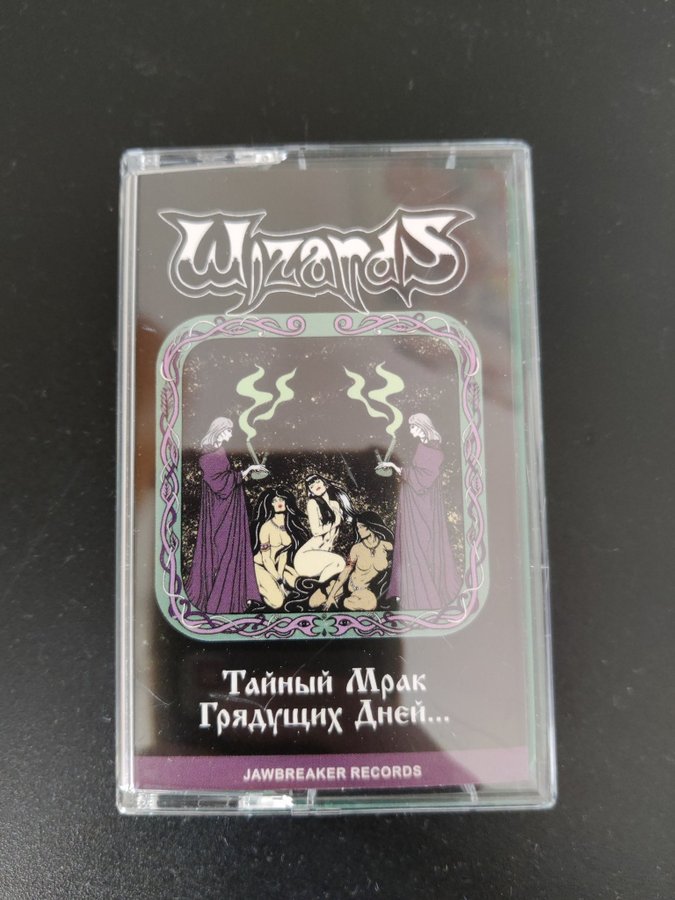 Wizards
Тайный Мрак
Грядущих Дней...
JAWBREAKER RECORDS